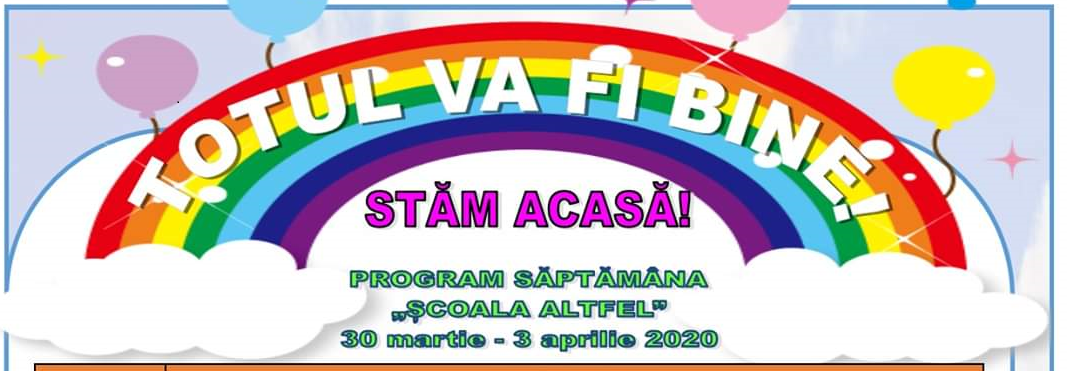 TOTUL VA FI BINE!
STĂM ACASĂ!
PROGRAM SĂPTĂMÂNA
„ȘCOALA ALTFEL”
30 martie - 3 aprilie 2020